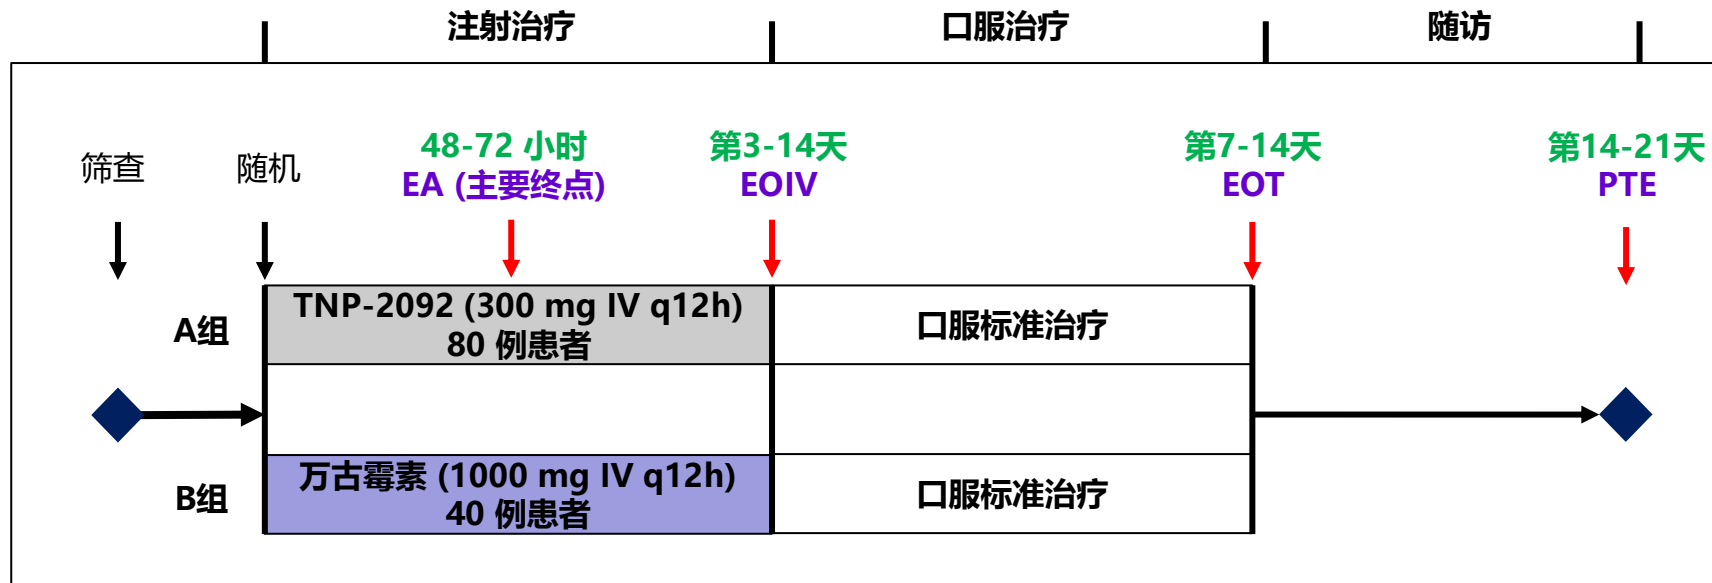 注射治疗
口服治疗
随访
筛查
随机
48-72 小时
EA (主要终点)
第3-14天
EOIV
第7-14天
EOT
第14-21天
PTE
A组
TNP-2092 (300 mg IV q12h)
80 例患者
口服标准治疗
B组
万古霉素 (1000 mg IV q12h)
40 例患者
口服标准治疗